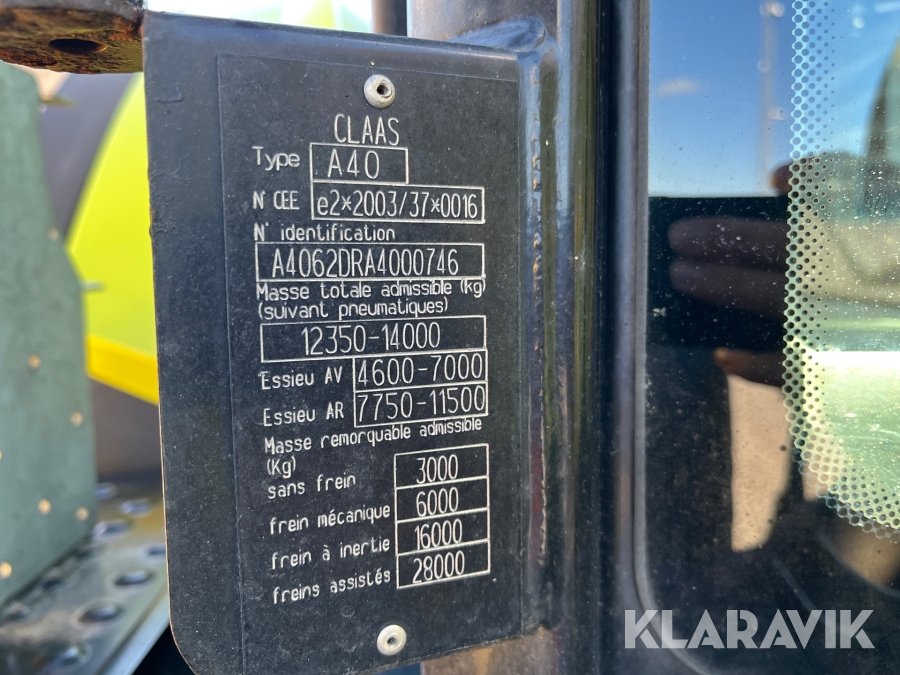 CLAAS
Type A40
N° CEE e2*2003/37*0016
N° identification
A4062DRA4000746
Masse totale admissible (kg)
(suivant pneumatiques)
12350-14000
Essieu AV 4600-7000
Essieu AR 7750-11500
Masse remorquable admissible
(Kg)
sans frein 3000
frein mécanique 6000
frein à inertie 16000
freins assistés 28000
KLARAVIK